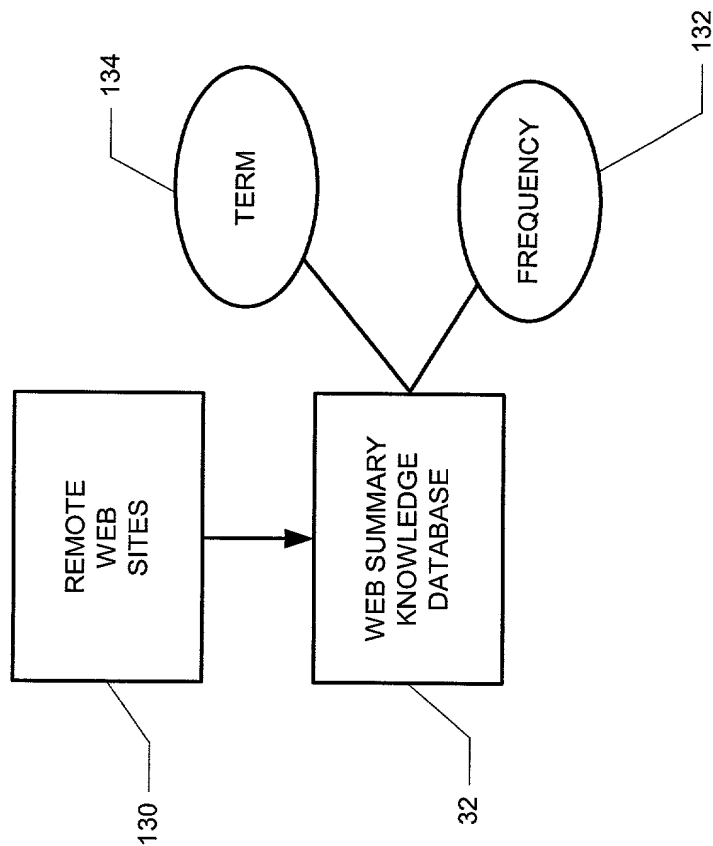 REMOTE
WEB
SITES
130
WEB SUMMARY
KNOWLEDGE
DATABASE
32
TERM
134
FREQUENCY
132